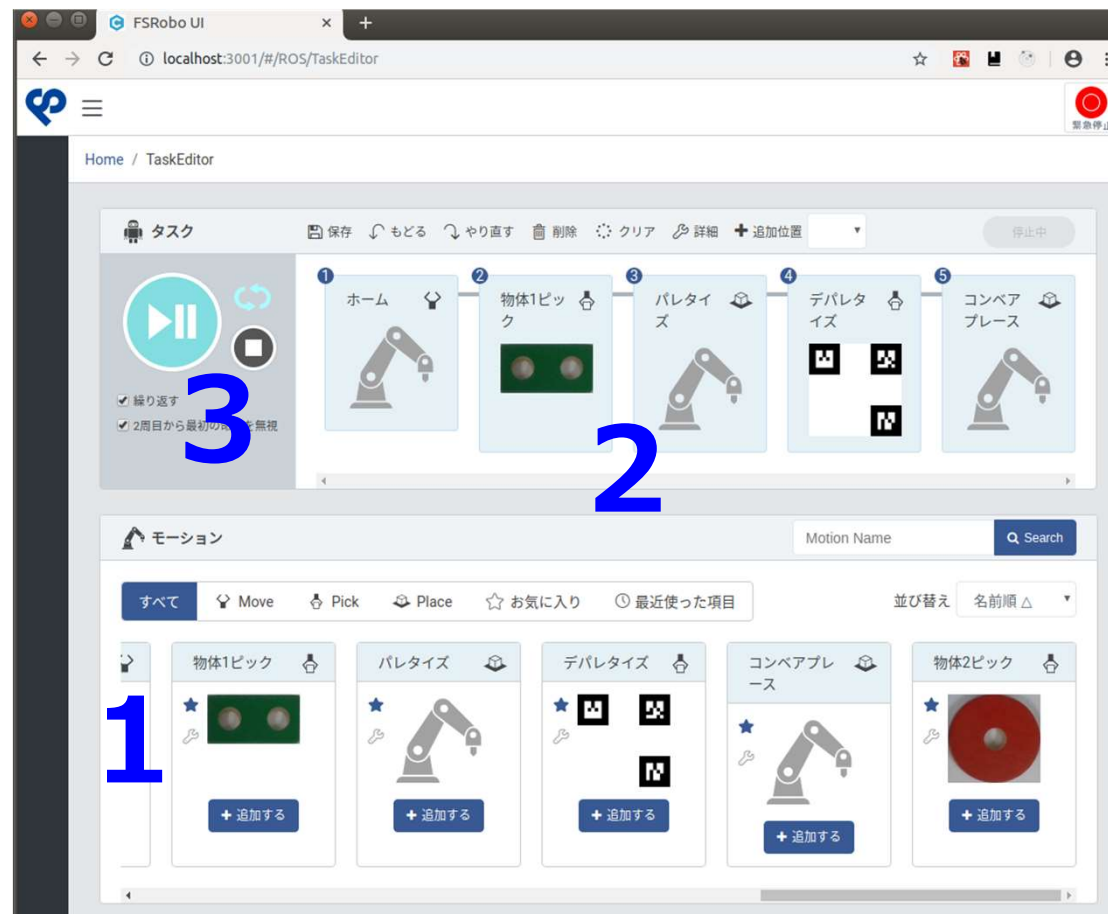 FSRobo UI
localhost:3001/#/ROS/TaskEditor
緊急停止
Home / TaskEditor
タスク
保存 もどる やり直す 削除 クリア 詳細 追加位置
停止中
1
ホーム
2
物体1ピッ
ク
3
パレタイ
ズ
4
デパレタ
イズ
5
コンベア
プレース
繰り返す
2周目から最初の を無視
3
2
モーション
Motion Name
Search
すべて Move Pick Place お気に入り 最近使った項目
並び替え 名前順 △
物体1ピック
パレタイズ
デパレタイズ
コンベアプレ
ース
物体2ピック
1
追加する
追加する
追加する
追加する
追加する